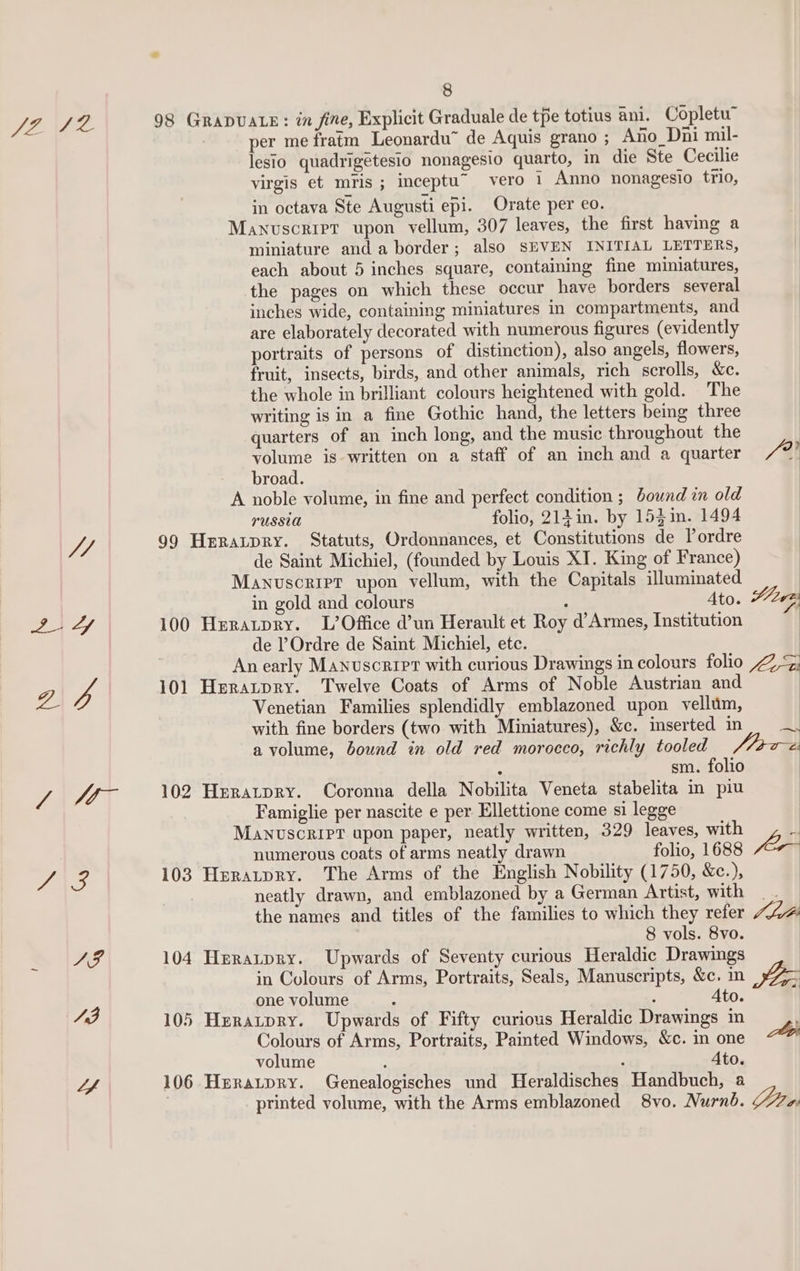 8
12 12 98 GRADUALE: in fine, Explicit Graduale de tpe totius ani. Copletu~
per me fratm Leonardu~ de Aquis grano; Año Dni mil-
lesio quadrigetesio nonagesio quarto, in die Ste Cecilie
virgis et mris; inceptu~ vero i Anno nonagesio trio,
in octava Ste Augusti epi. Orate per eo.
MANUSCRIPT upon vellum, 307 leaves, the first having a
miniature and a border; also SEVEN INITIAL LETTERS,
each about 5 inches square, containing fine miniatures,
the pages on which these occur have borders several
inches wide, containing miniatures in compartments, and
are elaborately decorated with numerous figures (evidently
portraits of persons of distinction), also angels, flowers,
fruit, insects, birds, and other animals, rich scrolls, &c.
the whole in brilliant colours heightened with gold. The
writing is in a fine Gothic hand, the letters being three
quarters of an inch long, and the music throughout the
volume is written on a staff of an inch and a quarter
broad.
A noble volume, in fine and perfect condition; bound in old
russia folio, 21½in. by 15½in. 1494
11 99 HERALDRY. Statuts, Ordonnances, et Constitutions de l'ordre
de Saint Michiel, (founded by Louis XI. King of France)
MANUSCRIPT upon vellum, with the Capitals illuminated
in gold and colours 4to.
2 4 100 HERALDRY. L'Office d'un Herault et Roy d'Armes, Institution
de l'Ordre de Saint Michiel, etc.
An early MANUSCRIPT with curious Drawings in colours folio
2 4 101 HERALDRY. Twelve Coats of Arms of Noble Austrian and
Venetian Families splendidly emblazoned upon vellum,
with fine borders (two with Miniatures), &c. inserted in
a volume, bound in old red morocco, richly tooled
sm. folio
102 HERALDRY. Coronna della Nobilita Veneta stabelita in piu
Famiglie per nascite e per Ellettione come si legge
MANUSCRIPT upon paper, neatly written, 329 leaves, with
numerous coats of arms neatly drawn folio, 1688
1 3 103 HERALDRY. The Arms of the English Nobility (1750, &c.),
neatly drawn, and emblazoned by a German Artist, with
the names and titles of the families to which they refer
8 vols. 8vo.
104 HERALDRY. Upwards of Seventy curious Heraldic Drawings
in Colours of Arms, Portraits, Seals, Manuscripts, &c. in
one volume 4to.
105 HERALDRY. Upwards of Fifty curious Heraldic Drawings in
Colours of Arms, Portraits, Painted Windows, &c. in one
volume 4to.
106 HERALDRY. Genealogisches und Heraldisches Handbuch, a
printed volume, with the Arms emblazoned 8vo. Nurnb.